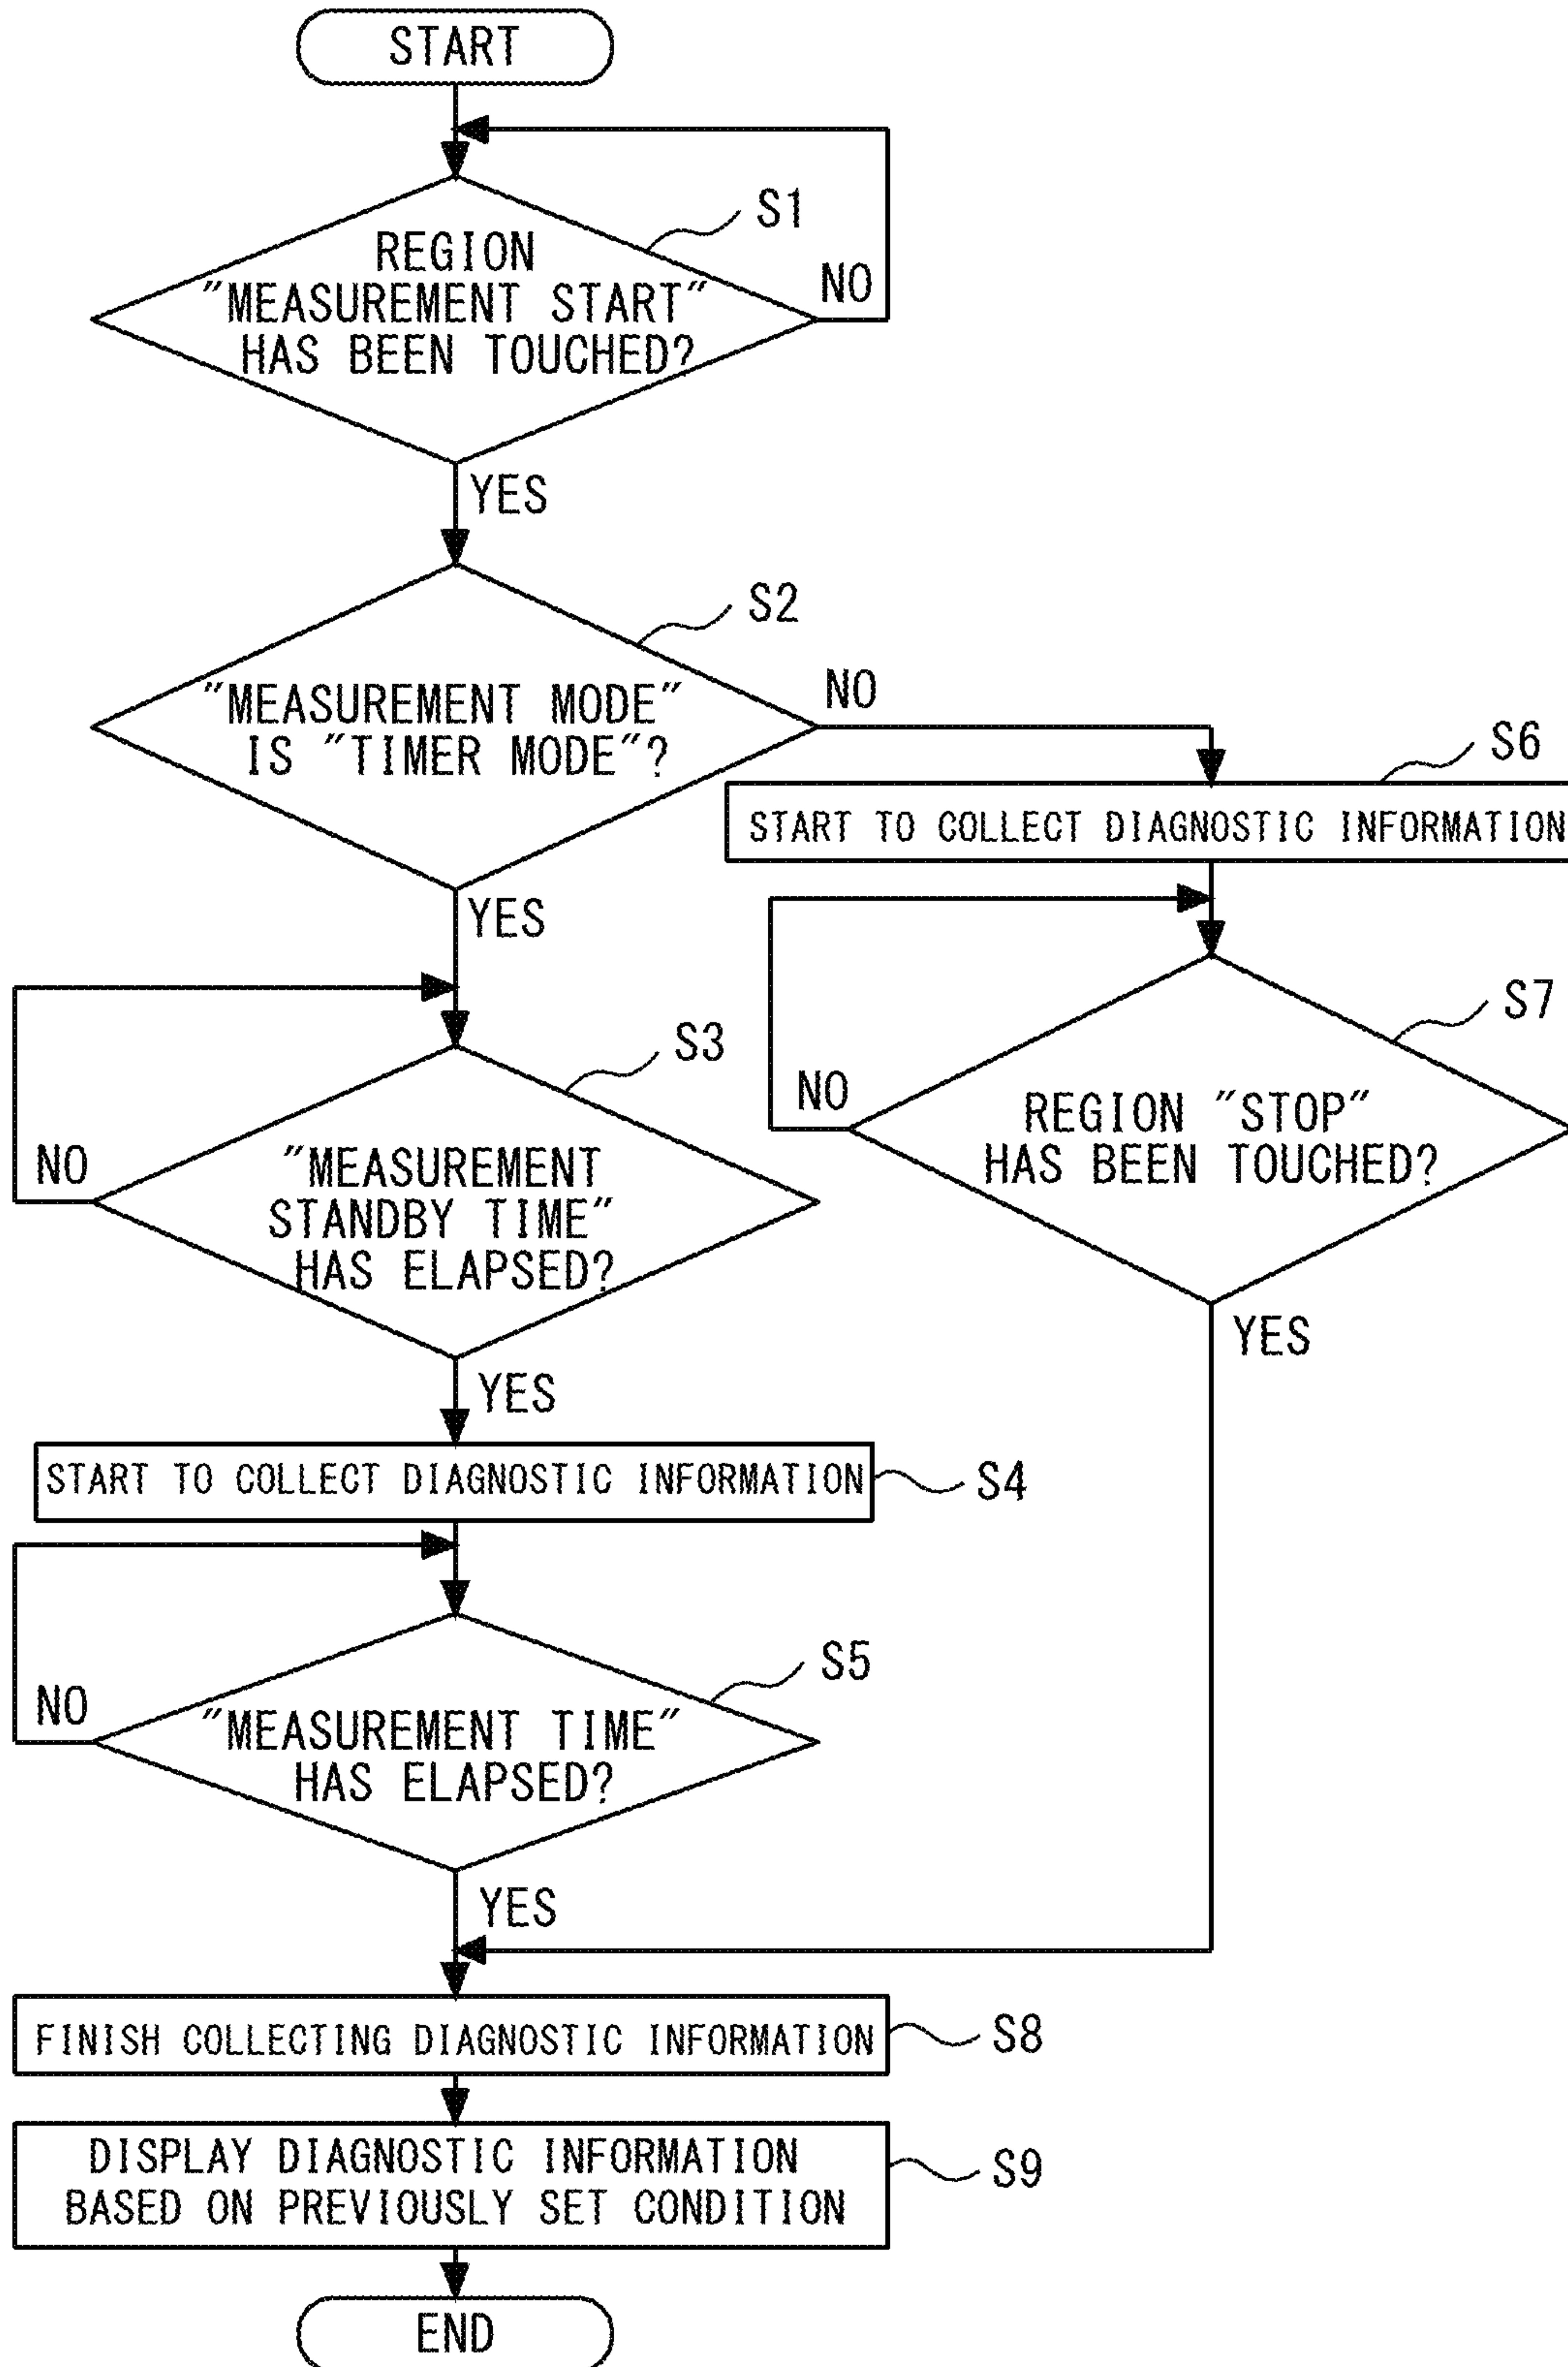 START
S1
REGION
"MEASUREMENT START"
HAS BEEN TOUCHED?
NO
YES
S2
"MEASUREMENT MODE"
IS "TIMER MODE"?
NO
YES
S6
START TO COLLECT DIAGNOSTIC INFORMATION
S7
REGION "STOP"
HAS BEEN TOUCHED?
NO
YES
S3
"MEASUREMENT
STANDBY TIME"
HAS ELAPSED?
NO
YES
START TO COLLECT DIAGNOSTIC INFORMATION
S4
S5
"MEASUREMENT TIME"
HAS ELAPSED?
NO
YES
FINISH COLLECTING DIAGNOSTIC INFORMATION
S8
DISPLAY DIAGNOSTIC INFORMATION
BASED ON PREVIOUSLY SET CONDITION
S9
END